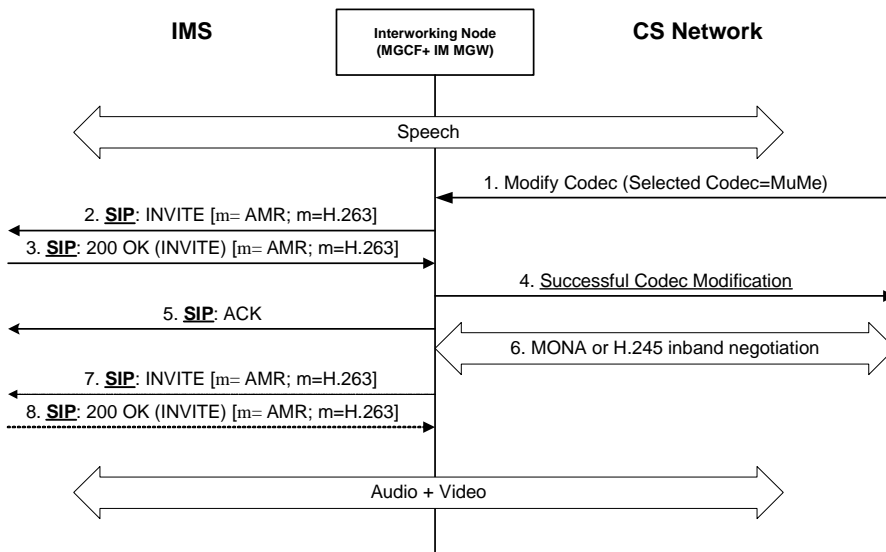 IMS
Interworking Node
(MGCF+ IM MGW)
CS Network
Speech
1. Modify Codec (Selected Codec=MuMe)
2. SIP: INVITE [m= AMR; m=H.263]
3. SIP: 200 OK (INVITE) [m= AMR; m=H.263]
4. Successful Codec Modification
5. SIP: ACK
6. MONA or H.245 inband negotiation
7. SIP: INVITE [m= AMR; m=H.263]
8. SIP: 200 OK (INVITE) [m= AMR; m=H.263]
Audio + Video